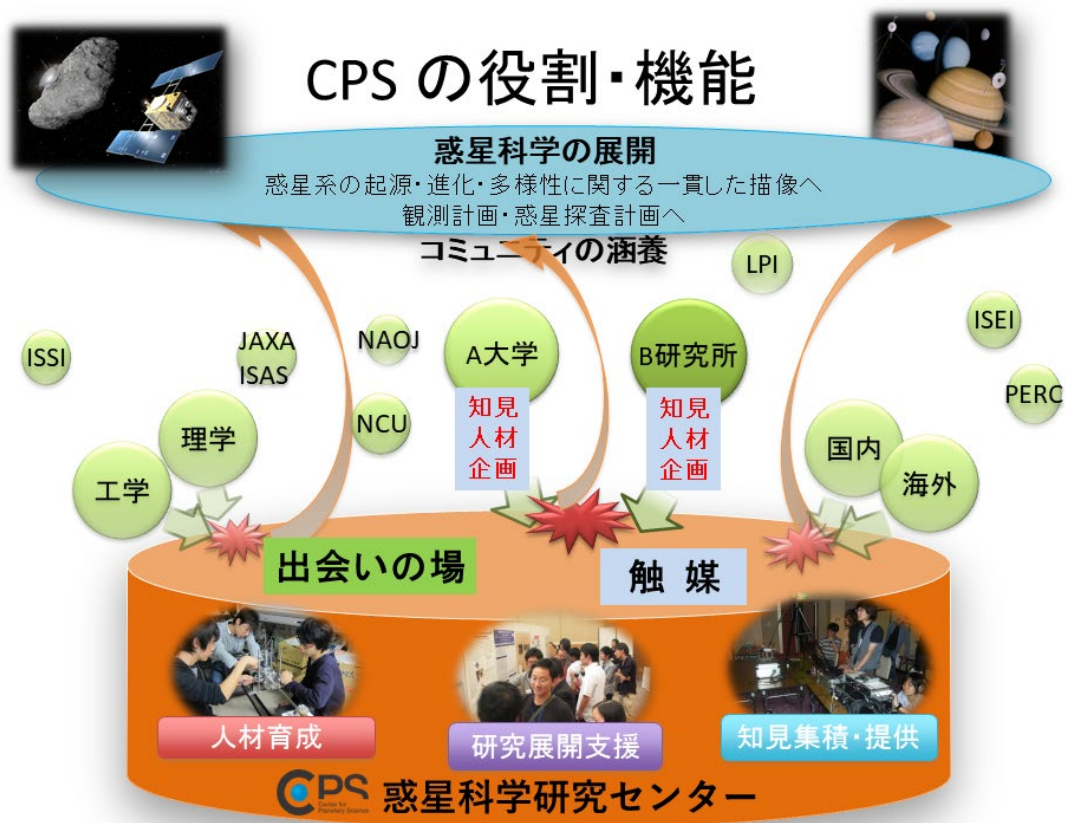 CPS の役割・機能
惑星科学の展開
惑星系の起源・進化・多様性に関する一貫した描像へ
観測計画・惑星探査計画へ
コミュニティの涵養
LPI
ISEI
ISSI
JAXA
ISAS
NAOJ
A大学
B研究所
PERC
NCU
知見
人材
企画
知見
人材
企画
理学
工学
国内
海外
出会いの場
触 媒
人材育成
研究展開支援
知見集積・提供
CPS
Center for
Planetary Science
惑星科学研究センター